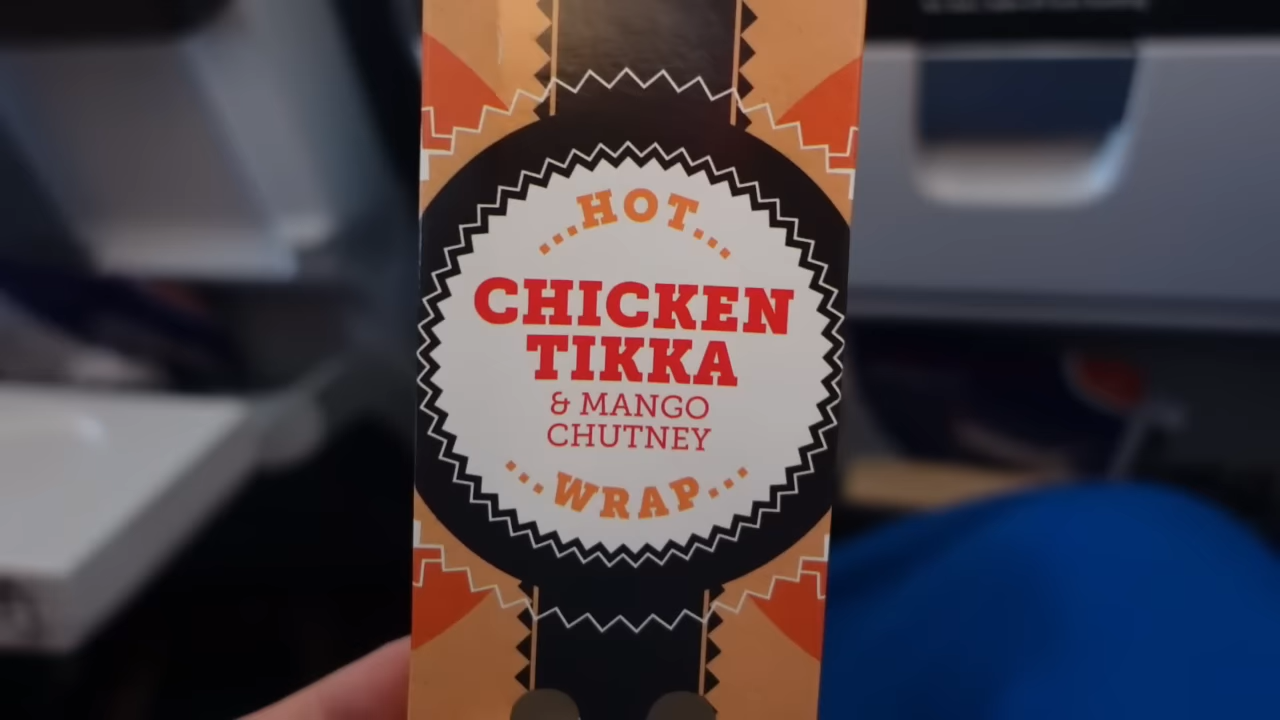 ...HOT...
CHICKEN
TIKKA
& MANGO
CHUTNEY
...WRAP...